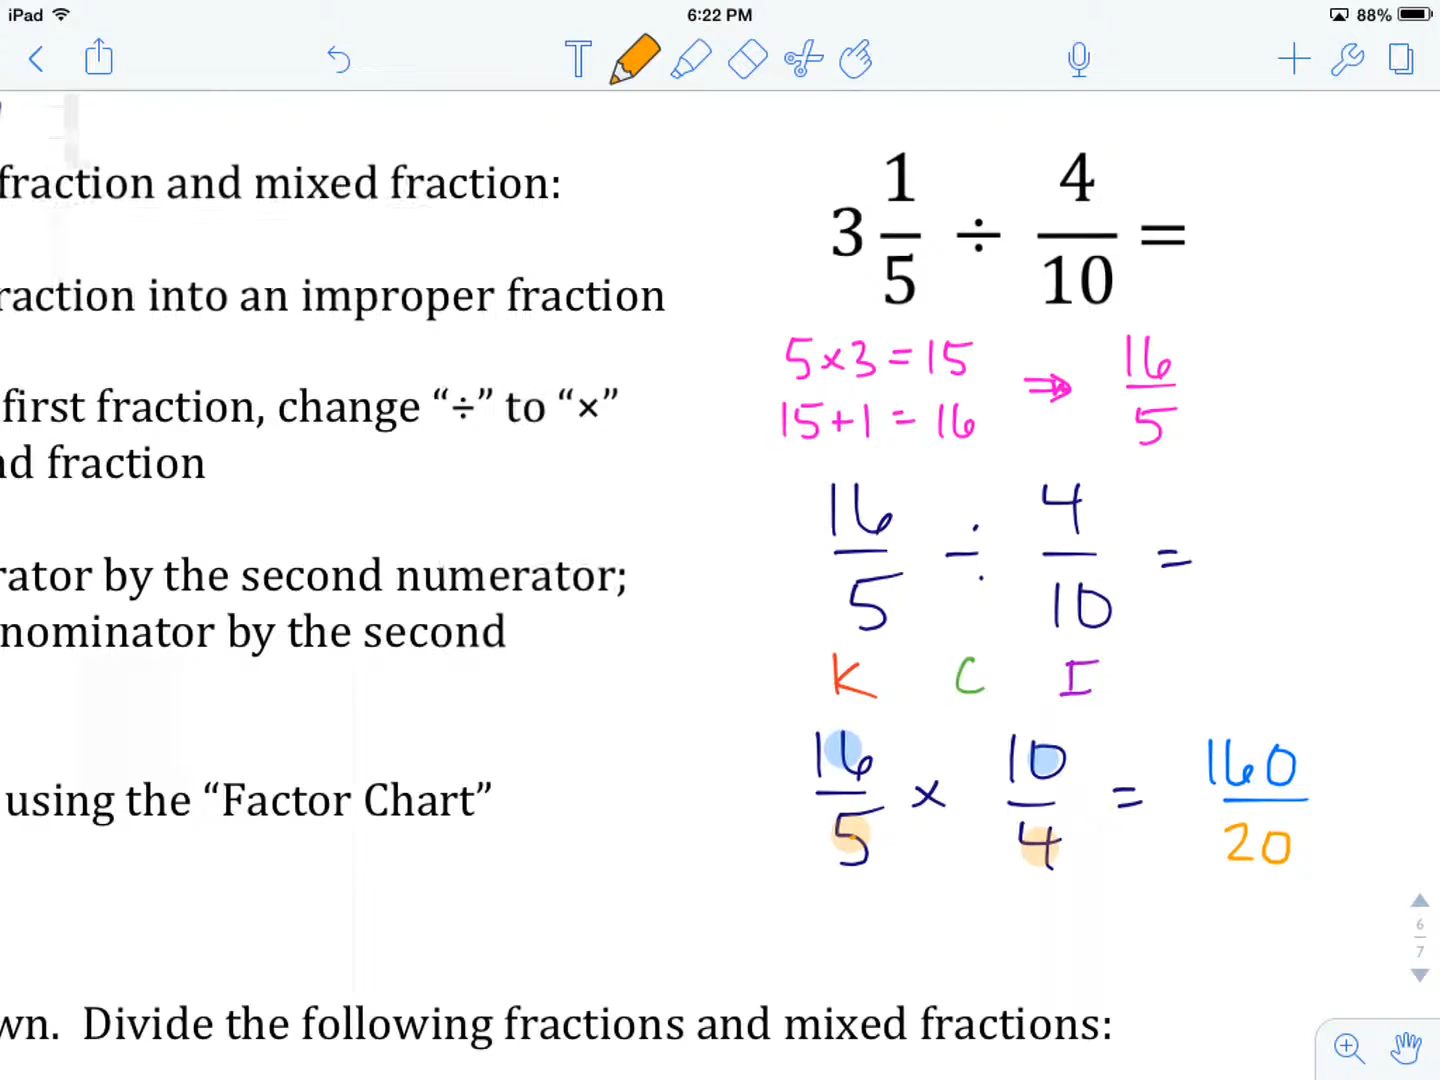 iPad 6:22 PM 88%
T
fraction and mixed fraction:
3 1/5 ÷ 4/10 =
raction into an improper fraction
5×3=15
15+1=16 ⇒ 16/5
first fraction, change “÷” to “×”
nd fraction
16/5 ÷ 4/10 =
rator by the second numerator;
nominator by the second
K C I
16/5 × 10/4 = 160/20
using the “Factor Chart”
6
7
wn. Divide the following fractions and mixed fractions: